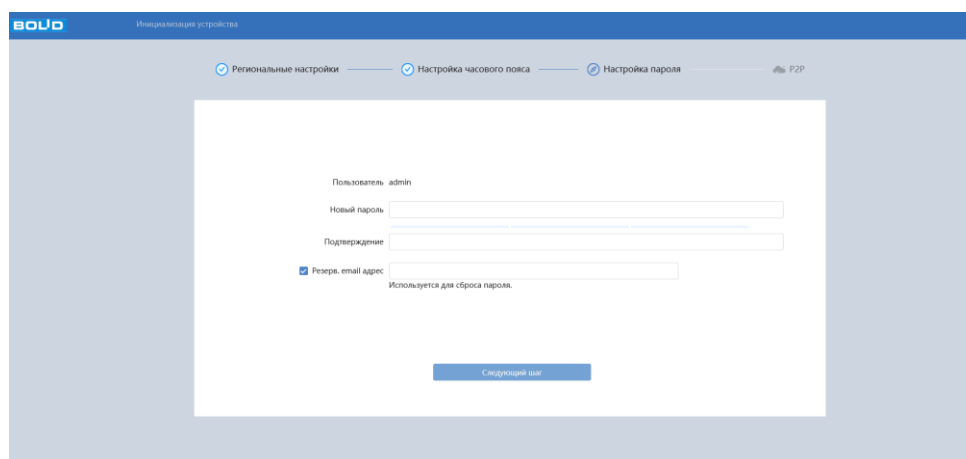 BOLID Инициализация устройства
Региональные настройки Настройка часового пояса Настройка пароля P2P
Пользователь admin
Новый пароль
Подтверждение
Резерв. email адрес
Используется для сброса пароля.
Следующий шаг